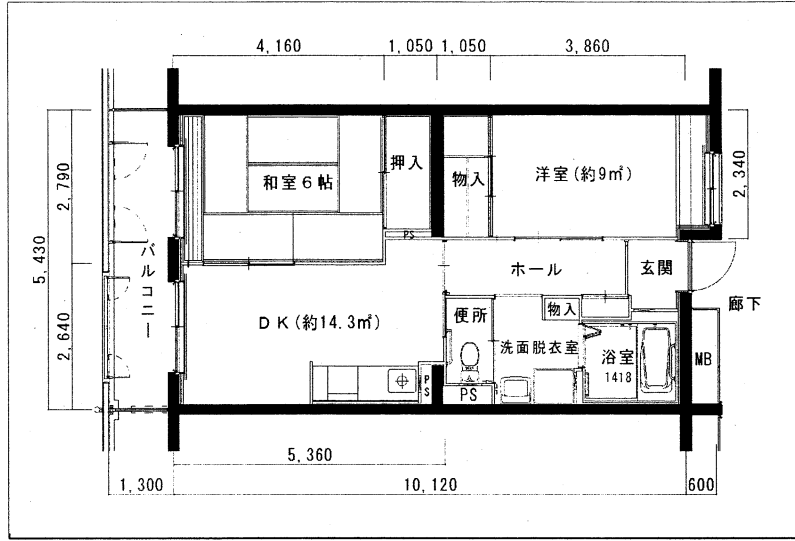 4,160
1,050
1,050
3,860
2,790
5,430
2,640
2,340
和室6帖
押入
物入
洋室(約9㎡)
PS
バルコニー
ホール
玄関
DK(約14.3㎡)
便所
物入
洗面脱衣室
浴室
1418
廊下
MB
PS
PS
5,360
1,300
10,120
600